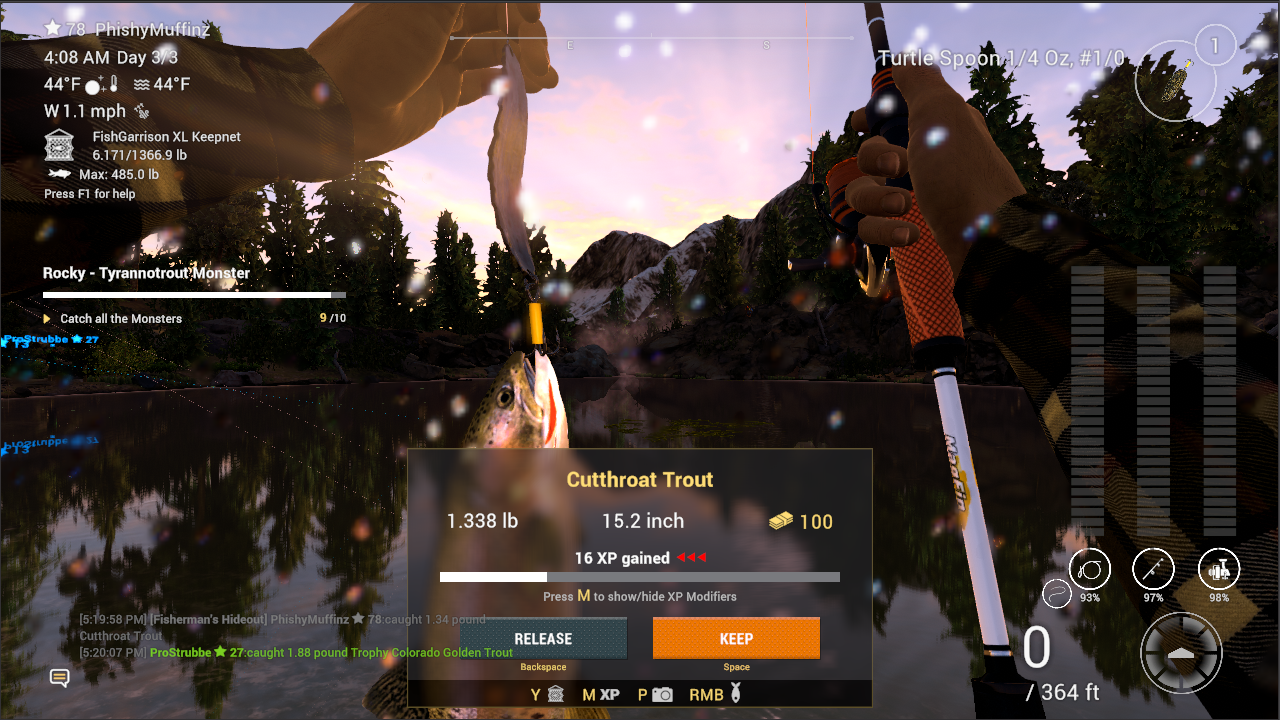 78 PhishyMuffinz
4:08 AM Day 3/3
44°F 44°F
W 1.1 mph
FishGarrison XL Keepnet
6.171/1366.9 lb
Max: 485.0 lb
Press F1 for help
E S
Turtle Spoon 1/4 Oz, #1/0
1
Rocky - Tyrannotrout Monster
Catch all the Monsters 9/10
ProStrubbe ★ 27
MagFin
Cutthroat Trout
1.338 lb 15.2 inch 100
16 XP gained
Press M to show/hide XP Modifiers
RELEASE KEEP
Backspace Space
Y M XP P RMB
[5:19:58 PM] [Fisherman's Hideout] PhishyMuffinz ★ 78:caught 1.34 pound
Cutthroat Trout
[5:20:07 PM] ProStrubbe ★ 27:caught 1.88 pound Trophy Colorado Golden Trout
93% 97% 98%
0
/ 364 ft